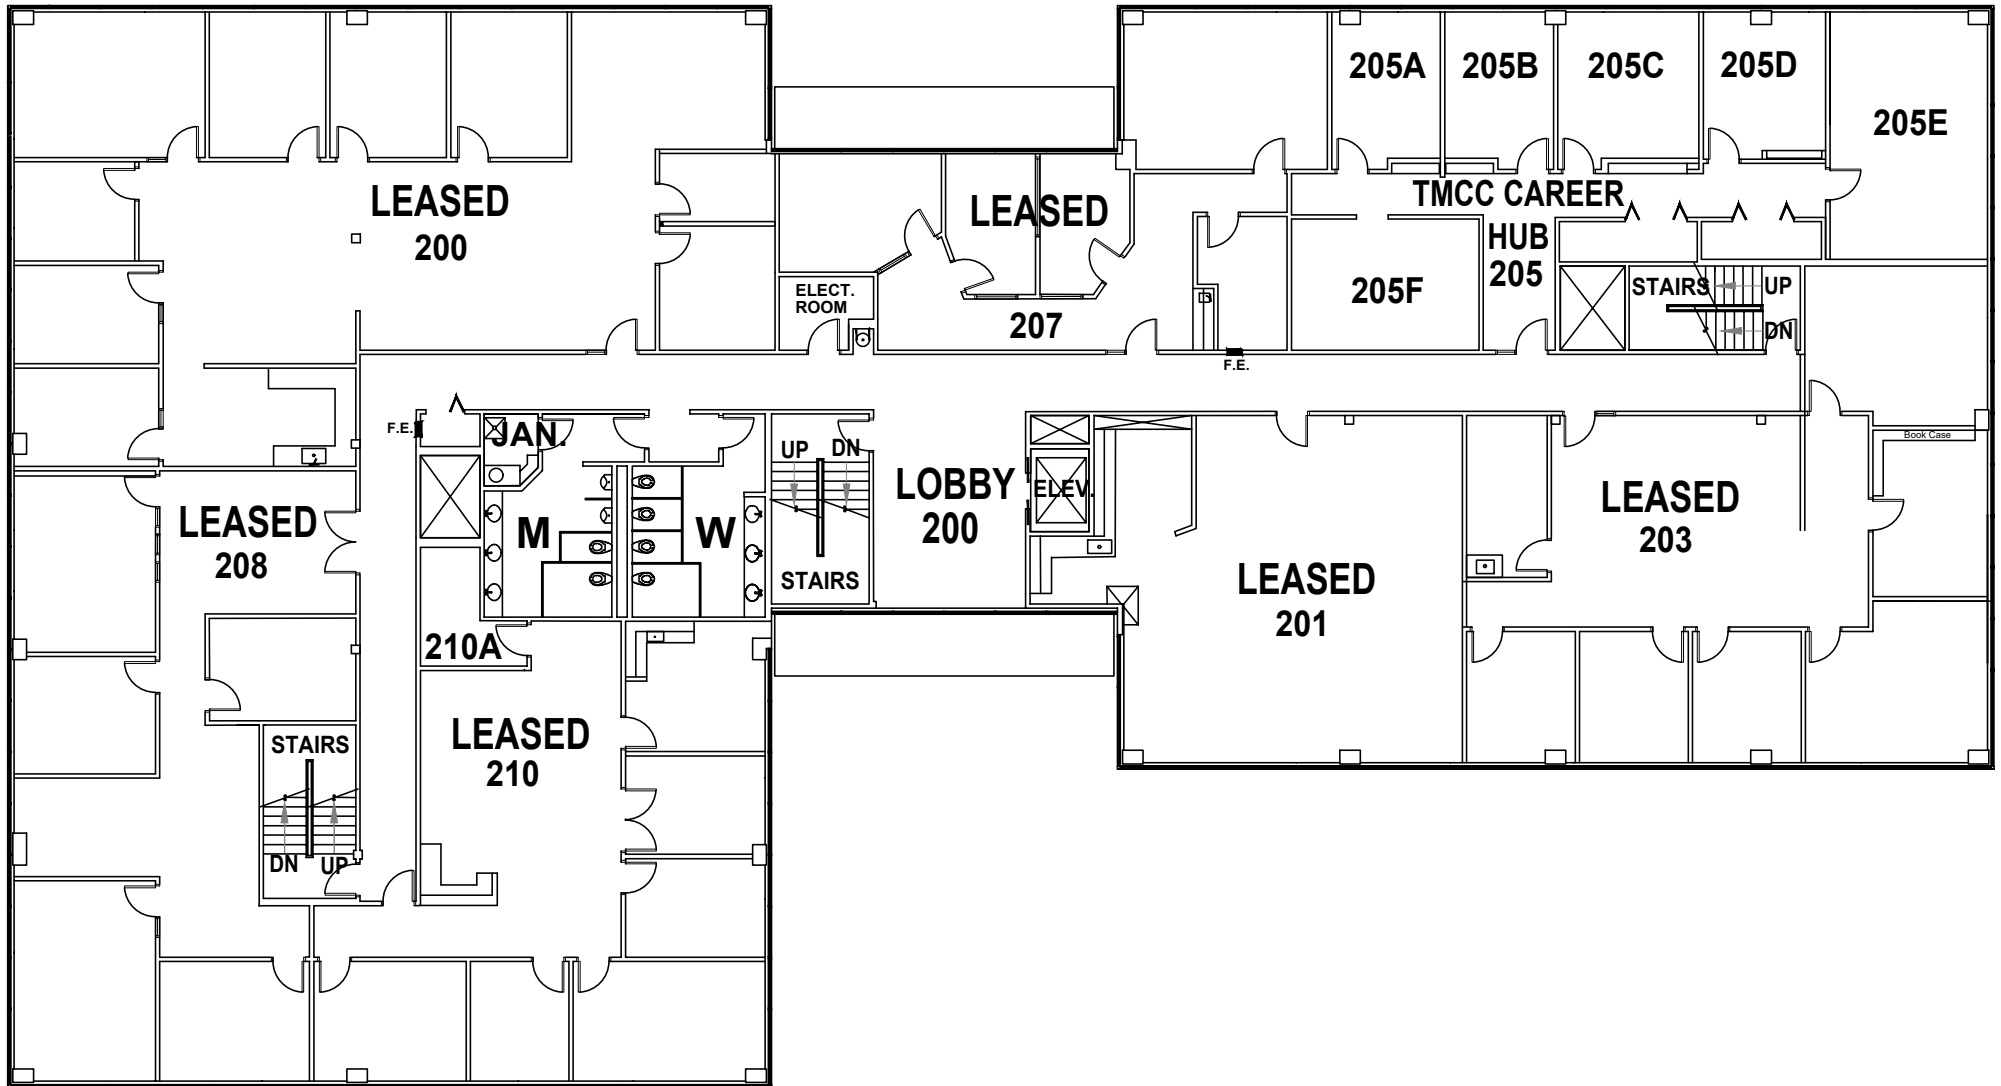 205A
205B
205C
205D
205E
LEASED
200
LEASED
207
TMCC CAREER
HUB
205
205F
ELECT.
ROOM
STAIRS
UP
DN
F.E.
F.E.
JAN.
UP
DN
STAIRS
LOBBY
200
ELEV.
M
W
Book Case
LEASED
203
LEASED
201
LEASED
208
210A
LEASED
210
STAIRS
DN
UP